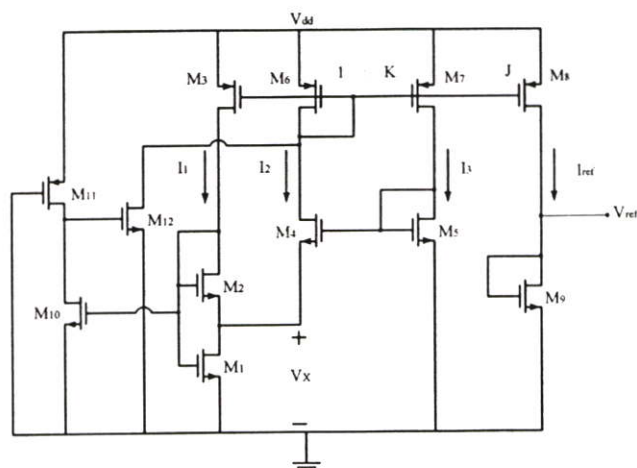 Vdd
M3 M6 1 K M7 J M8
I1 I2 I3 Iref
M11 M12 Vref
M4 M5
M2 M9
M10
+
M1
VX
−